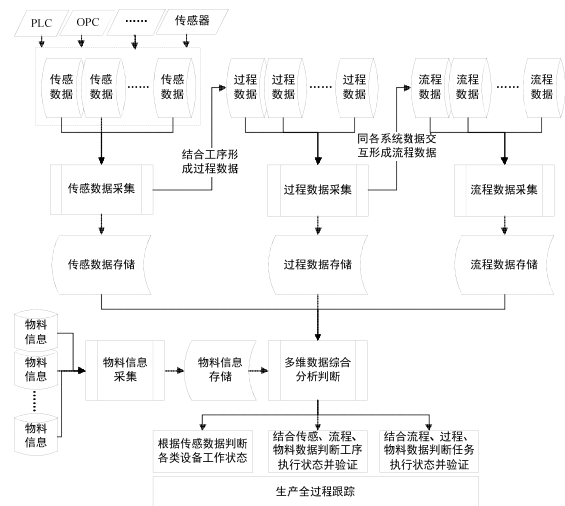 PLC
OPC
······
传感器
传感
数据
传感
数据
······
传感
数据
过程
数据
过程
数据
······
过程
数据
流程
数据
流程
数据
······
流程
数据
结合工序形
成过程数据
同各系统数据交
互形成流程数据
传感数据采集
过程数据采集
流程数据采集
传感数据存储
过程数据存储
流程数据存储
物料
信息
物料
信息
······
物料
信息
物料信息
采集
物料信息
存储
多维数据综合
分析判断
根据传感数据判断
各类设备工作状态
结合传感、流程、
物料数据判断工序
执行状态并验证
结合流程、过程、
物料数据判断任务
执行状态并验证
生产全过程跟踪